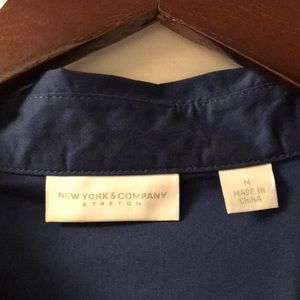 NEW YORK & COMPANY
STRETCH
M
MADE IN
CHINA